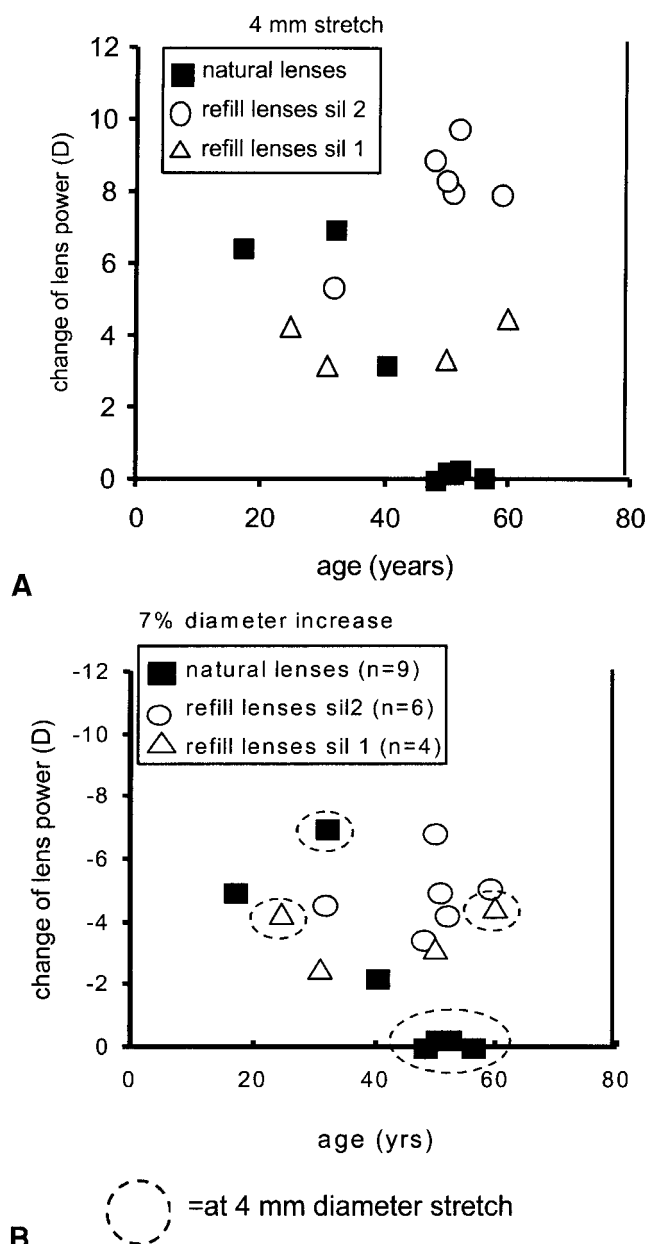 4 mm stretch
12
natural lenses
refill lenses sil 2
refill lenses sil 1
10
8
6
4
2
0
change of lens power (D)
0 20 40 60 80
age (years)
A
7% diameter increase
-12
natural lenses (n=9)
refill lenses sil2 (n=6)
refill lenses sil 1 (n=4)
-10
-8
-6
-4
-2
0
change of lens power (D)
0 20 40 60 80
age (yrs)
=at 4 mm diameter stretch
B